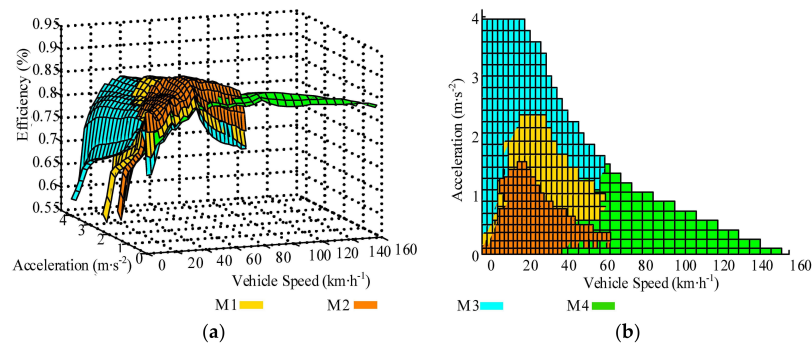 (a)
0.95
0.9
0.85
0.8
0.75
0.7
0.65
0.6
0.55
Efficiency (%)
4
3
2
1
0
Acceleration (m·s-2)
0 20 40 60 80 100 120 140 160
Vehicle Speed (km·h-1)
4
3
2
1
0
Acceleration (m·s-2)
0 20 40 60 80 100 120 140 160
Vehicle Speed (km·h-1)
M1 M2 M3 M4
(b)